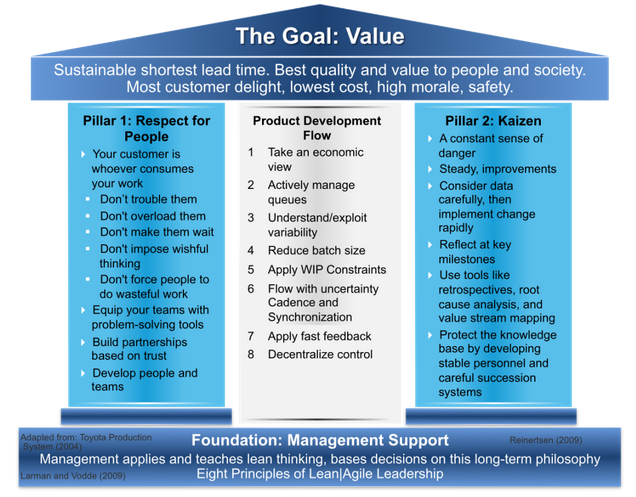 The Goal: Value
Sustainable shortest lead time. Best quality and value to people and society.
Most customer delight, lowest cost, high morale, safety.
Pillar 1: Respect for
People
Your customer is
whoever consumes
your work
Don't trouble them
Don't overload them
Don't make them wait
Don't impose wishful
thinking
Don't force people to
do wasteful work
Equip your teams with
problem-solving tools
Build partnerships
based on trust
Develop people and
teams
Product Development
Flow
1 Take an economic
view
2 Actively manage
queues
3 Understand/exploit
variability
4 Reduce batch size
5 Apply WIP Constraints
6 Flow with uncertainty
Cadence and
Synchronization
7 Apply fast feedback
8 Decentralize control
Pillar 2: Kaizen
A constant sense of
danger
Steady, improvements
Consider data
carefully, then
implement change
rapidly
Reflect at key
milestones
Use tools like
retrospectives, root
cause analysis, and
value stream mapping
Protect the knowledge
base by developing
stable personnel and
careful succession
systems
Adapted from: Toyota Production
System (2004)
Foundation: Management Support
Reinertsen (2009)
Management applies and teaches lean thinking, bases decisions on this long-term philosophy
Larman and Vodde (2009)
Eight Principles of Lean|Agile Leadership